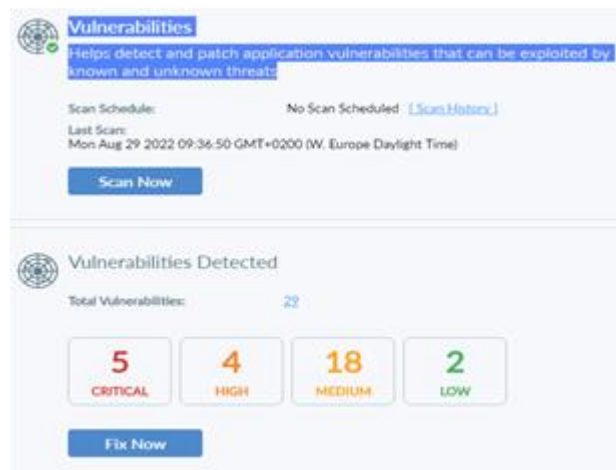 Vulnerabilities
Helps detect and patch application vulnerabilities that can be exploited by
known and unknown threats
Scan Schedule: No Scan Scheduled [ Scan History ]
Last Scan:
Mon Aug 29 2022 09:36:50 GMT+0200 (W. Europe Daylight Time)
Scan Now
Vulnerabilities Detected
Total Vulnerabilities: 29
5 4 18 2
CRITICAL HIGH MEDIUM LOW
Fix Now